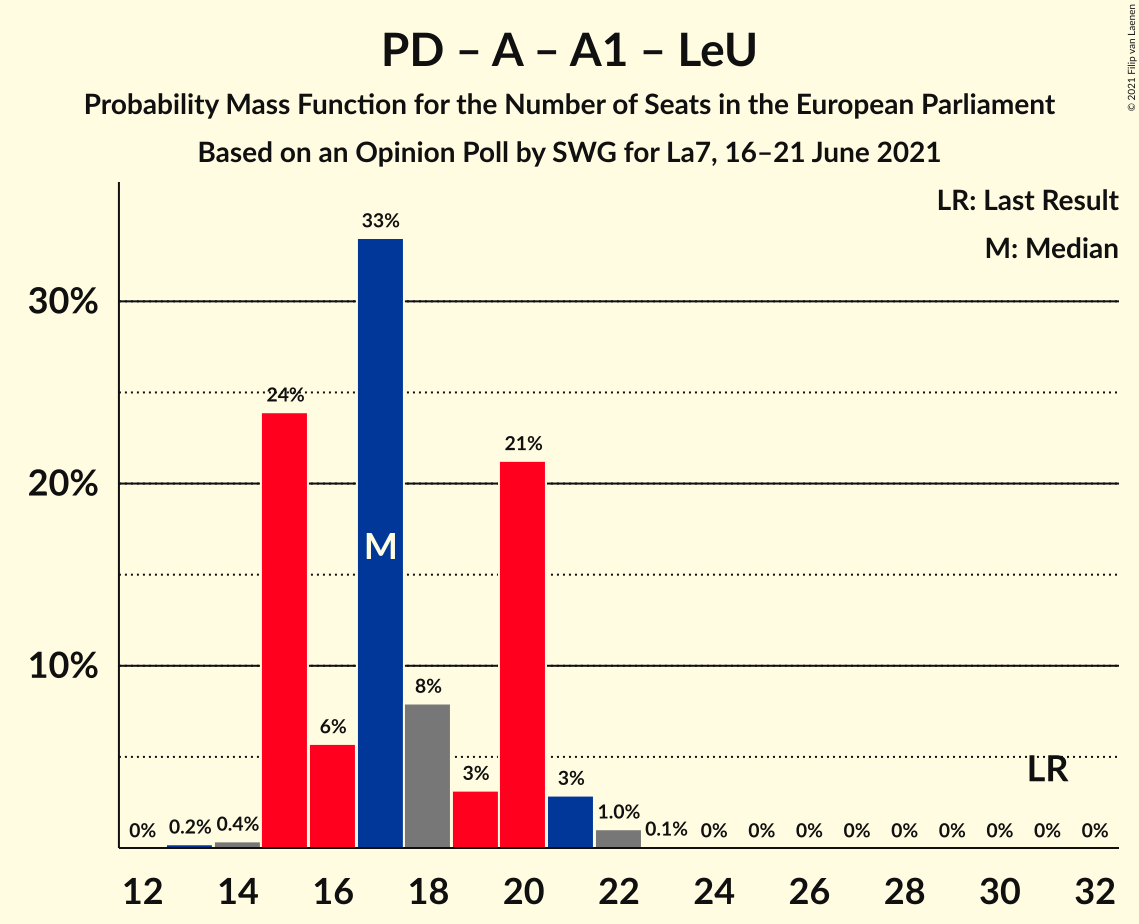 PD – A – A1 – LeU
Probability Mass Function for the Number of Seats in the European Parliament
Based on an Opinion Poll by SWG for La7, 16–21 June 2021
© 2021 Filip van Laenen
LR: Last Result
M: Median
33%
30%
24%
21%
20%
M
10%
8%
6%
LR
3%
3%
1.0%
0% 0.2% 0.4% 0.1% 0% 0% 0% 0% 0% 0% 0% 0% 0%
12 14 16 18 20 22 24 26 28 30 32